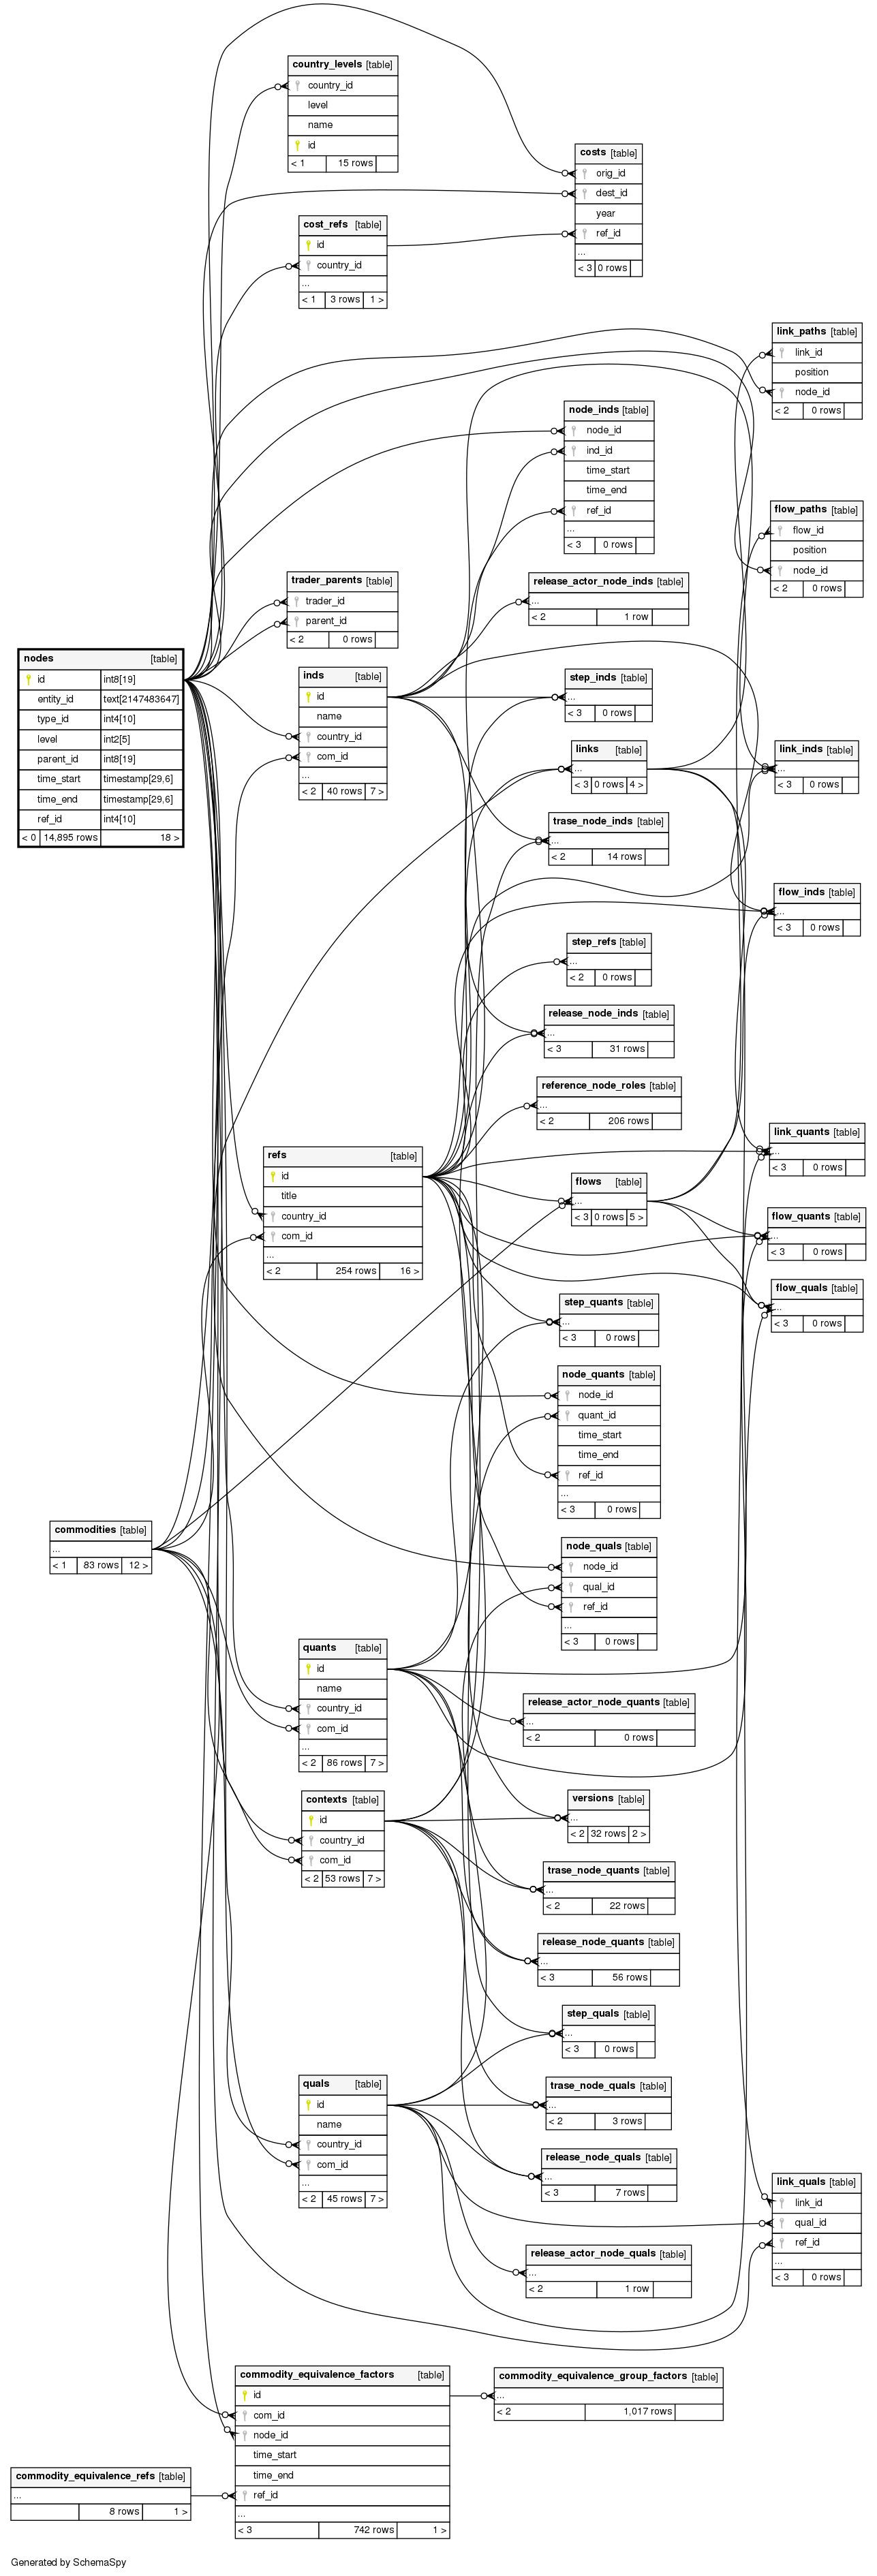 country_levels [table]
country_id
level
name
id
< 1 15 rows
costs [table]
orig_id
dest_id
year
ref_id
...
< 3 0 rows
cost_refs [table]
id
country_id
...
< 1 3 rows 1 >
link_paths [table]
link_id
position
node_id
< 2 0 rows
node_inds [table]
node_id
ind_id
time_start
time_end
ref_id
...
< 3 0 rows
flow_paths [table]
flow_id
position
node_id
< 2 0 rows
trader_parents [table]
trader_id
parent_id
< 2 0 rows
release_actor_node_inds [table]
...
< 2 1 row
nodes [table]
id int8[19]
entity_id text[2147483647]
type_id int4[10]
level int2[5]
parent_id int8[19]
time_start timestamp[29,6]
time_end timestamp[29,6]
ref_id int4[10]
< 0 14,895 rows 18 >
inds [table]
id
name
country_id
com_id
...
< 2 40 rows 7 >
step_inds [table]
...
< 3 0 rows
links [table]
...
< 3 0 rows 4 >
link_inds [table]
...
< 3 0 rows
trase_node_inds [table]
...
< 2 14 rows
flow_inds [table]
...
< 3 0 rows
step_refs [table]
...
< 2 0 rows
release_node_inds [table]
...
< 3 31 rows
reference_node_roles [table]
...
< 2 206 rows
link_quants [table]
...
< 3 0 rows
refs [table]
id
title
country_id
com_id
...
< 2 254 rows 16 >
flows [table]
...
< 3 0 rows 5 >
flow_quants [table]
...
< 3 0 rows
flow_quals [table]
...
< 3 0 rows
step_quants [table]
...
< 3 0 rows
node_quants [table]
node_id
quant_id
time_start
time_end
ref_id
...
< 3 0 rows
commodities [table]
...
< 1 83 rows 12 >
node_quals [table]
node_id
qual_id
ref_id
...
< 3 0 rows
quants [table]
id
name
country_id
com_id
...
< 2 86 rows 7 >
release_actor_node_quants [table]
...
< 2 0 rows
contexts [table]
id
country_id
com_id
< 2 53 rows 7 >
versions [table]
...
< 2 32 rows 2 >
trase_node_quants [table]
...
< 2 22 rows
release_node_quants [table]
...
< 3 56 rows
step_quals [table]
...
< 3 0 rows
quals [table]
id
name
country_id
com_id
...
< 2 45 rows 7 >
trase_node_quals [table]
...
< 2 3 rows
release_node_quals [table]
...
< 3 7 rows
link_quals [table]
link_id
qual_id
ref_id
...
< 3 0 rows
release_actor_node_quals [table]
...
< 2 1 row
commodity_equivalence_factors [table]
id
com_id
node_id
time_start
time_end
ref_id
...
< 3 742 rows 1 >
commodity_equivalence_group_factors [table]
...
< 2 1,017 rows
commodity_equivalence_refs [table]
...
8 rows 1 >
Generated by SchemaSpy